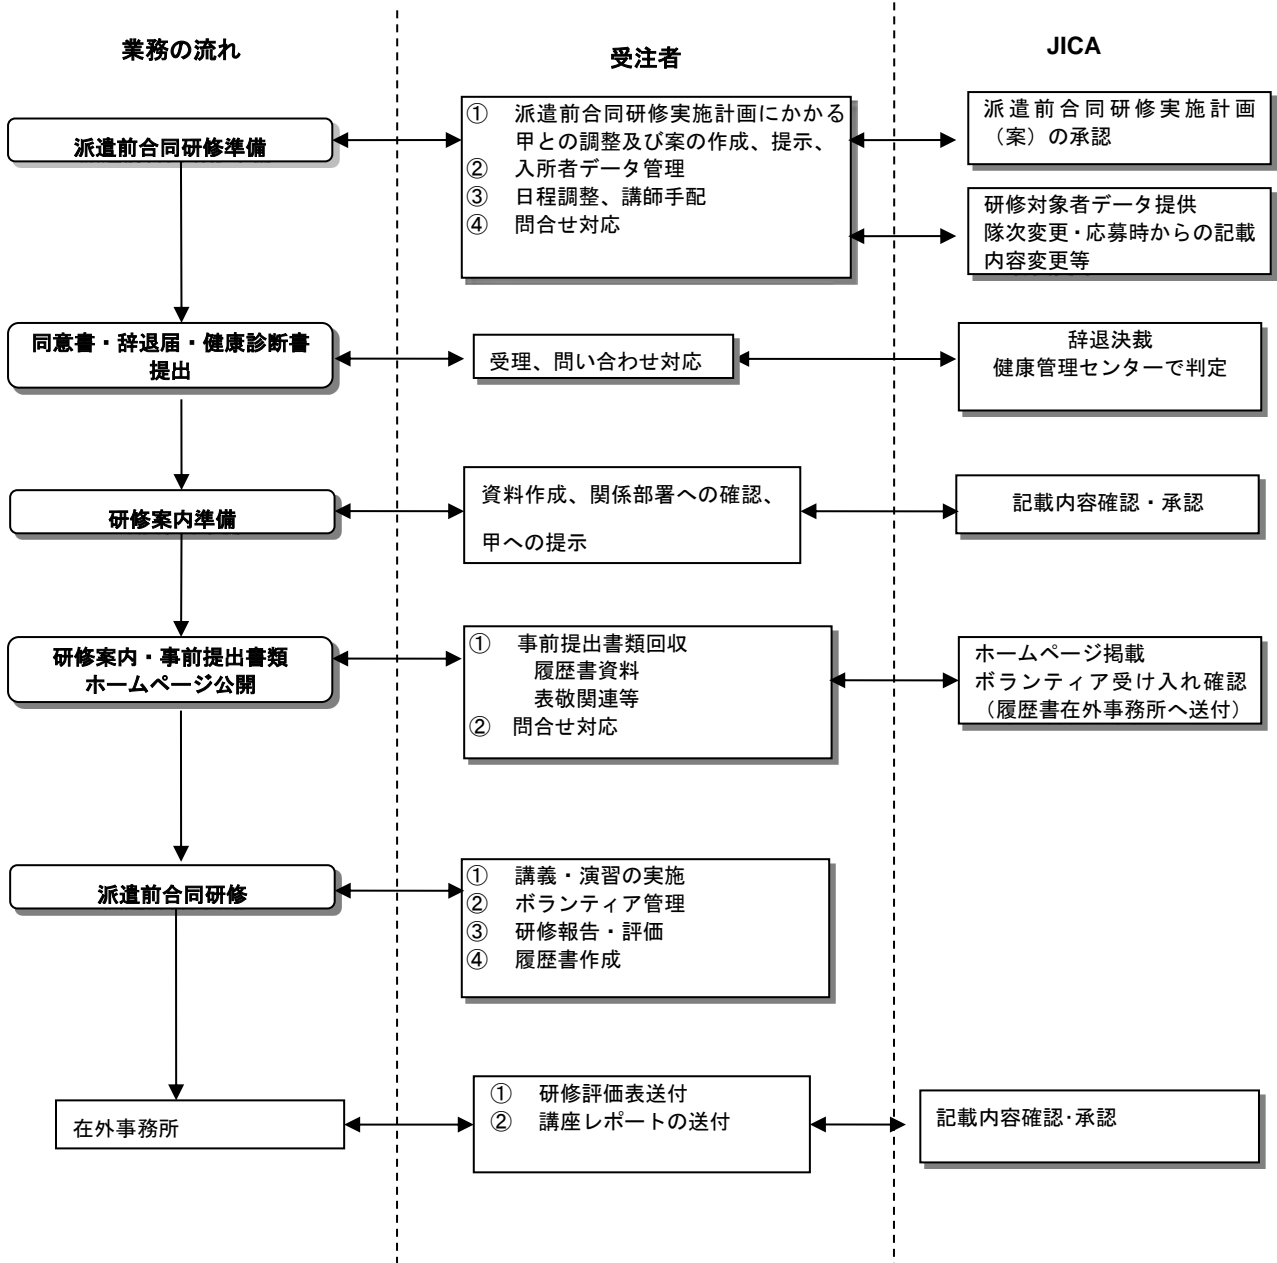 業務の流れ
受注者
JICA
派遣前合同研修準備
① 派遣前合同研修実施計画にかかる
甲との調整及び案の作成、提示、
② 入所者データ管理
③ 日程調整、講師手配
④ 問合せ対応
派遣前合同研修実施計画
（案）の承認
研修対象者データ提供
隊次変更・応募時からの記載
内容変更等
同意書・辞退届・健康診断書
提出
受理、問い合わせ対応
辞退決裁
健康管理センターで判定
研修案内準備
資料作成、関係部署への確認、
甲への提示
記載内容確認・承認
研修案内・事前提出書類
ホームページ公開
① 事前提出書類回収
履歴書資料
表敬関連等
② 問合せ対応
ホームページ掲載
ボランティア受け入れ確認
（履歴書在外事務所へ送付）
派遣前合同研修
① 講義・演習の実施
② ボランティア管理
③ 研修報告・評価
④ 履歴書作成
在外事務所
① 研修評価表送付
② 講座レポートの送付
記載内容確認･承認